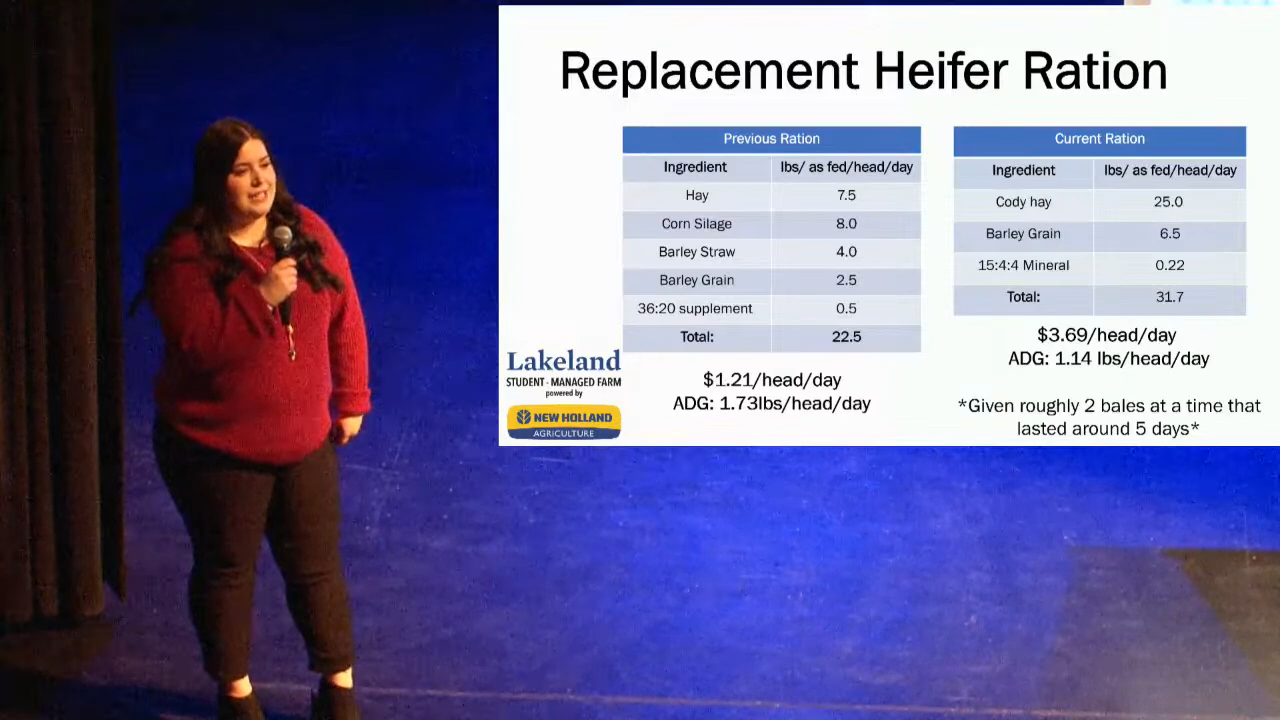 Replacement Heifer Ration
Previous Ration
Ingredient lbs/ as fed/head/day
Hay 7.5
Corn Silage 8.0
Barley Straw 4.0
Barley Grain 2.5
36:20 supplement 0.5
Total: 22.5
$1.21/head/day
ADG: 1.73lbs/head/day
Current Ration
Ingredient lbs/ as fed/head/day
Cody hay 25.0
Barley Grain 6.5
15:4:4 Mineral 0.22
Total: 31.7
$3.69/head/day
ADG: 1.14 lbs/head/day
*Given roughly 2 bales at a time that
lasted around 5 days*
Lakeland
STUDENT - MANAGED FARM
powered by
NEW HOLLAND
AGRICULTURE